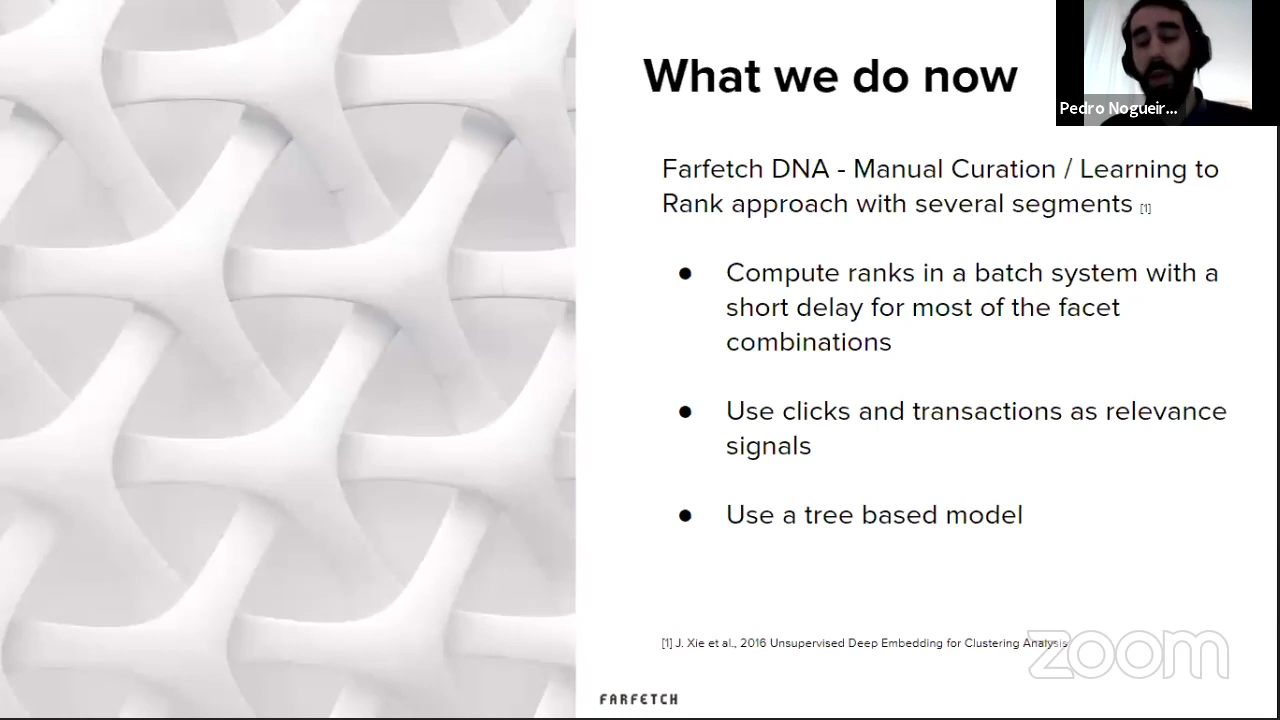 What we do now
Pedro Nogueir...
Farfetch DNA - Manual Curation / Learning to
Rank approach with several segments [1]
● Compute ranks in a batch system with a
short delay for most of the facet
combinations
● Use clicks and transactions as relevance
signals
● Use a tree based model
[1] J. Xie et al., 2016 Unsupervised Deep Embedding for Clustering Analysis
zoom
FARFETCH